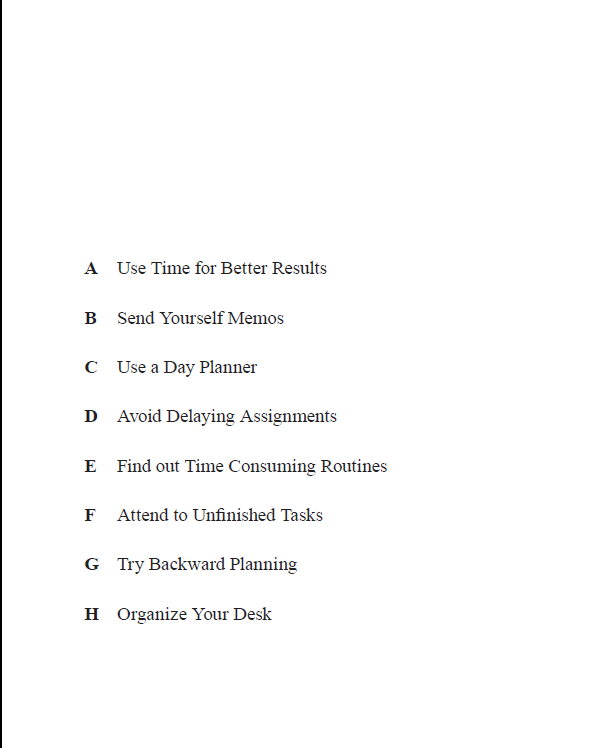 A Use Time for Better Results
B Send Yourself Memos
C Use a Day Planner
D Avoid Delaying Assignments
E Find out Time Consuming Routines
F Attend to Unfinished Tasks
G Try Backward Planning
H Organize Your Desk